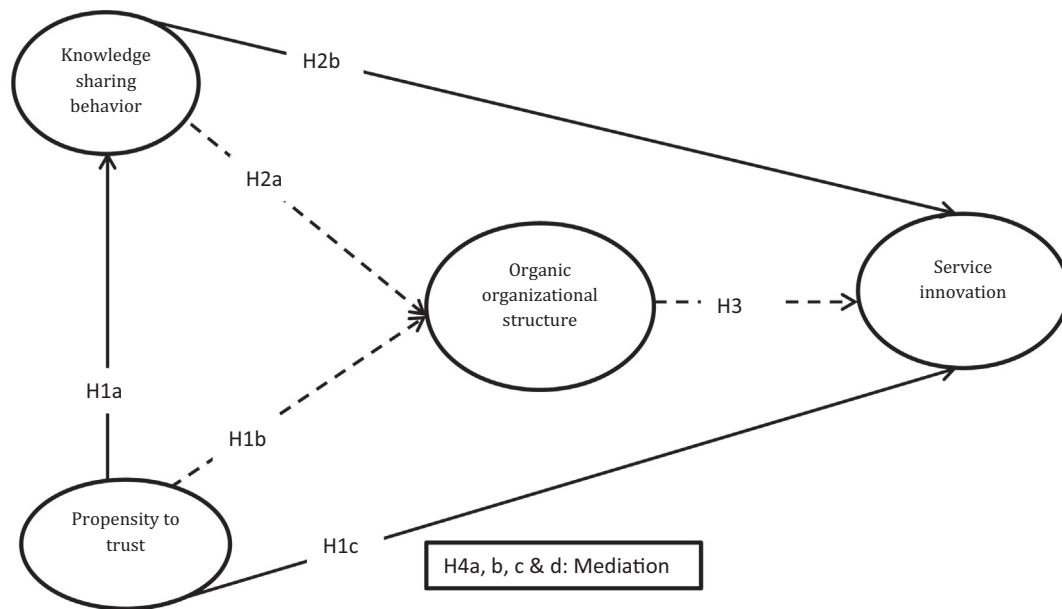 Knowledge
sharing
behavior
H2b
H2a
Organic
organizational
structure
Service
innovation
H3
H1a
H1b
Propensity to
trust
H1c
H4a, b, c & d: Mediation